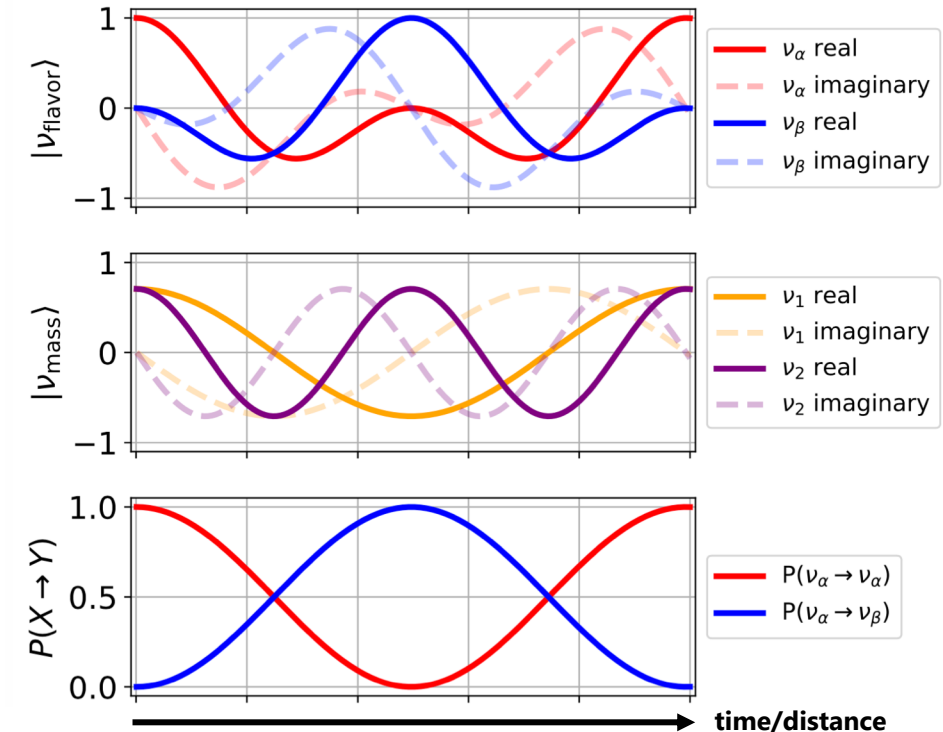 1
0
−1
|ν_flavor⟩
ν_α real
ν_α imaginary
ν_β real
ν_β imaginary
1
0
−1
|ν_mass⟩
ν_1 real
ν_1 imaginary
ν_2 real
ν_2 imaginary
1.0
0.5
0.0
P(X → Y)
P(ν_α → ν_α)
P(ν_α → ν_β)
time/distance